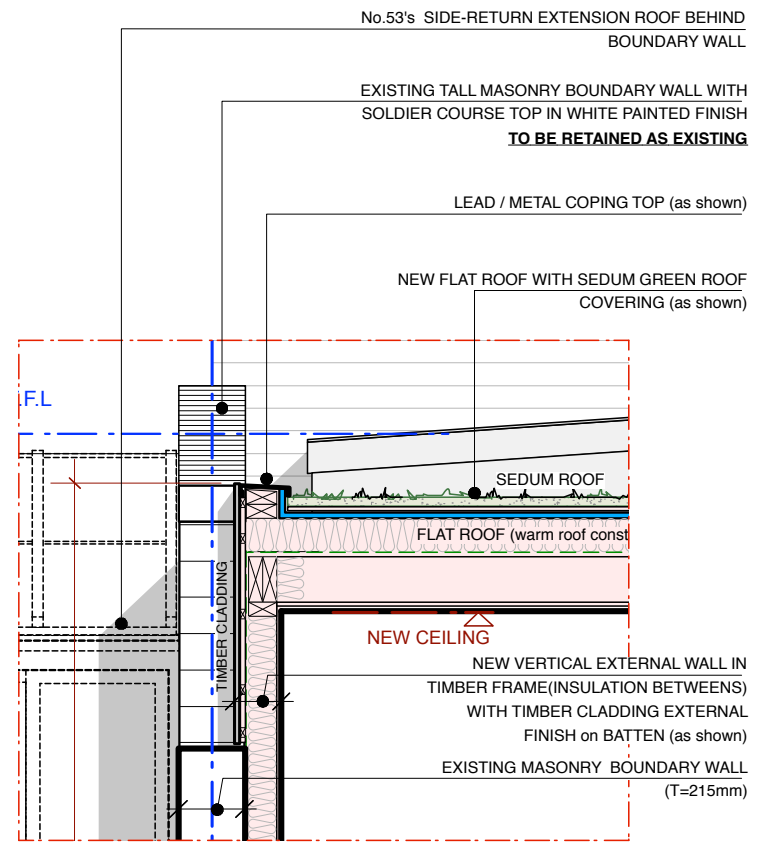 No.53's SIDE-RETURN EXTENSION ROOF BEHIND
BOUNDARY WALL
EXISTING TALL MASONRY BOUNDARY WALL WITH
SOLDIER COURSE TOP IN WHITE PAINTED FINISH
TO BE RETAINED AS EXISTING
LEAD / METAL COPING TOP (as shown)
NEW FLAT ROOF WITH SEDUM GREEN ROOF
COVERING (as shown)
.F.L
SEDUM ROOF
FLAT ROOF (warm roof const
TIMBER CLADDING
NEW CEILING
NEW VERTICAL EXTERNAL WALL IN
TIMBER FRAME(INSULATION BETWEENS)
WITH TIMBER CLADDING EXTERNAL
FINISH on BATTEN (as shown)
EXISTING MASONRY BOUNDARY WALL
(T=215mm)